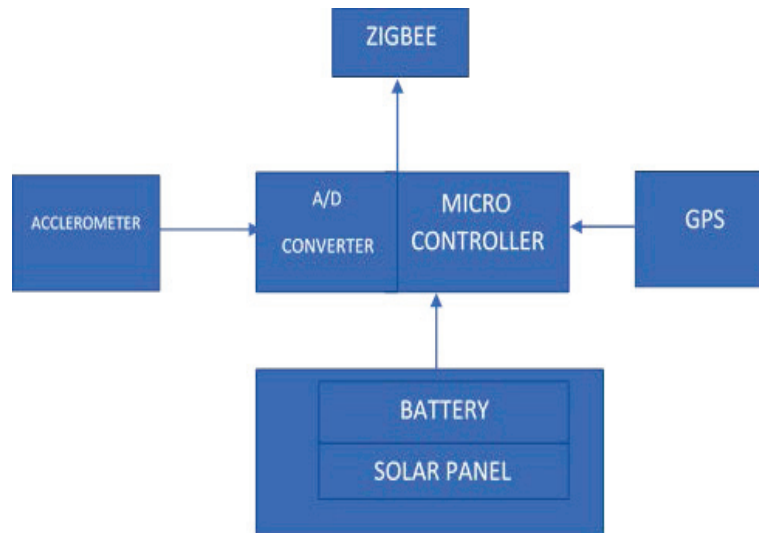 ZIGBEE
ACCLEROMETER
A/D
CONVERTER
MICRO
CONTROLLER
GPS
BATTERY
SOLAR PANEL